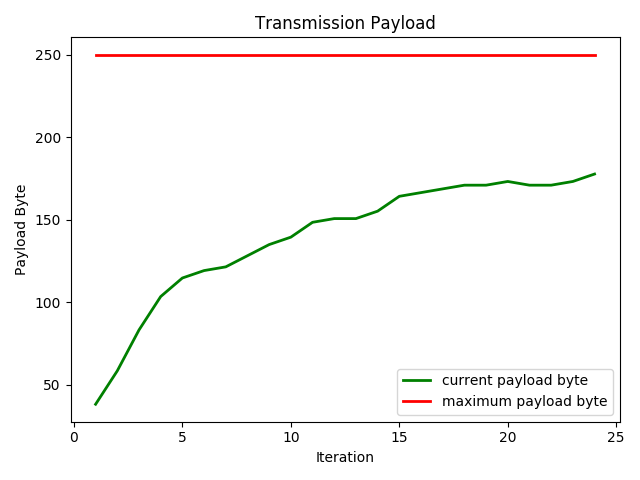 Transmission Payload
250
200
150
100
50
Payload Byte
current payload byte
maximum payload byte
0 5 10 15 20 25
Iteration